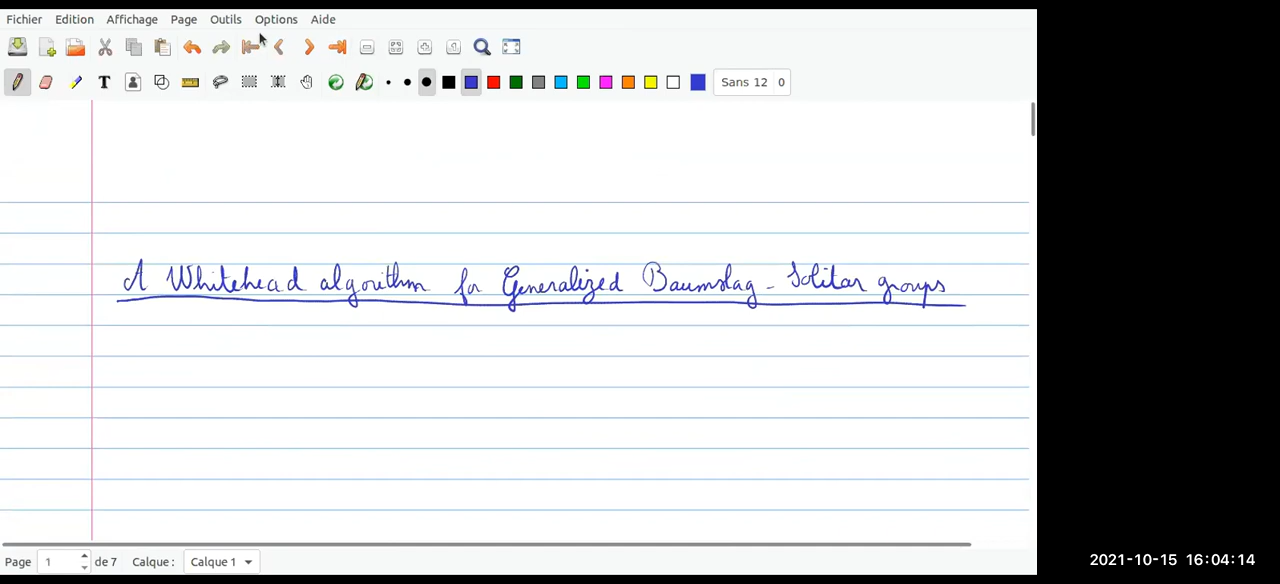 Fichier Edition Affichage Page Outils Options Aide
T Sans 12 0
A Whitehead algorithm for Generalized Baumslag - Solitar groups
Page 1 de 7 Calque : Calque 1
2021-10-15 16:04:14